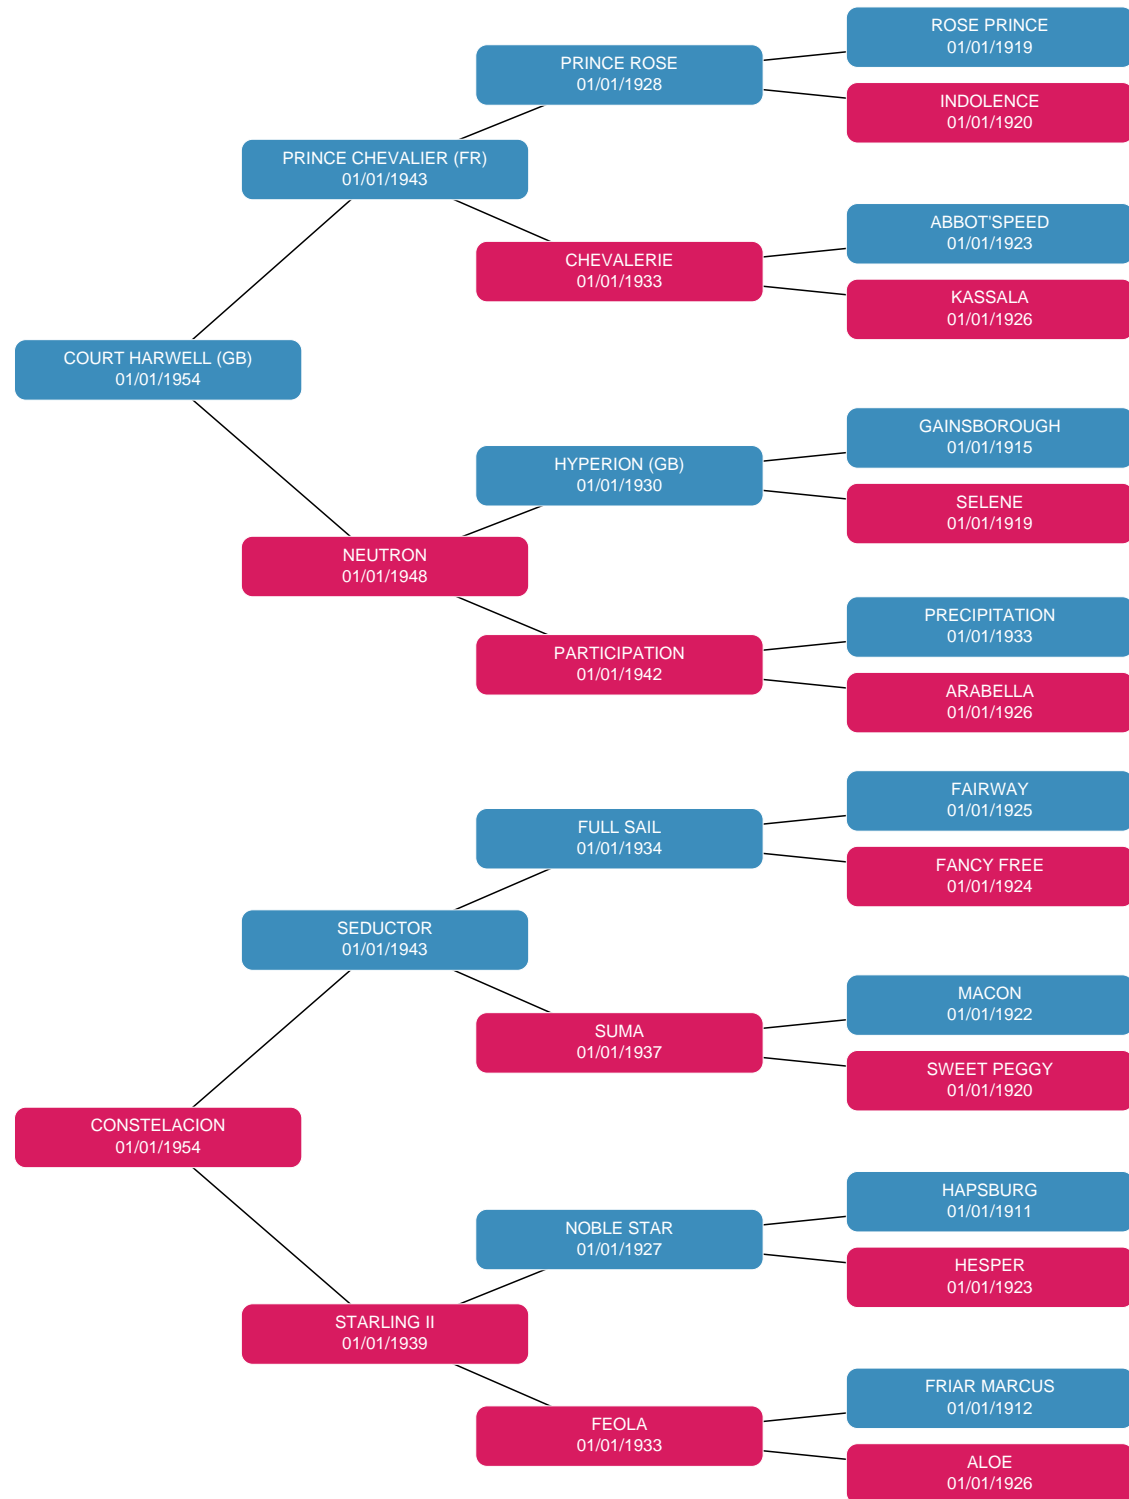 ROSE PRINCE
01/01/1919
PRINCE ROSE
01/01/1928
INDOLENCE
01/01/1920
PRINCE CHEVALIER (FR)
01/01/1943
ABBOT'SPEED
01/01/1923
CHEVALERIE
01/01/1933
KASSALA
01/01/1926
COURT HARWELL (GB)
01/01/1954
GAINSBOROUGH
01/01/1915
HYPERION (GB)
01/01/1930
SELENE
01/01/1919
NEUTRON
01/01/1948
PRECIPITATION
01/01/1933
PARTICIPATION
01/01/1942
ARABELLA
01/01/1926
FAIRWAY
01/01/1925
FULL SAIL
01/01/1934
FANCY FREE
01/01/1924
SEDUCTOR
01/01/1943
MACON
01/01/1922
SUMA
01/01/1937
SWEET PEGGY
01/01/1920
CONSTELACION
01/01/1954
HAPSBURG
01/01/1911
NOBLE STAR
01/01/1927
HESPER
01/01/1923
STARLING II
01/01/1939
FRIAR MARCUS
01/01/1912
FEOLA
01/01/1933
ALOE
01/01/1926